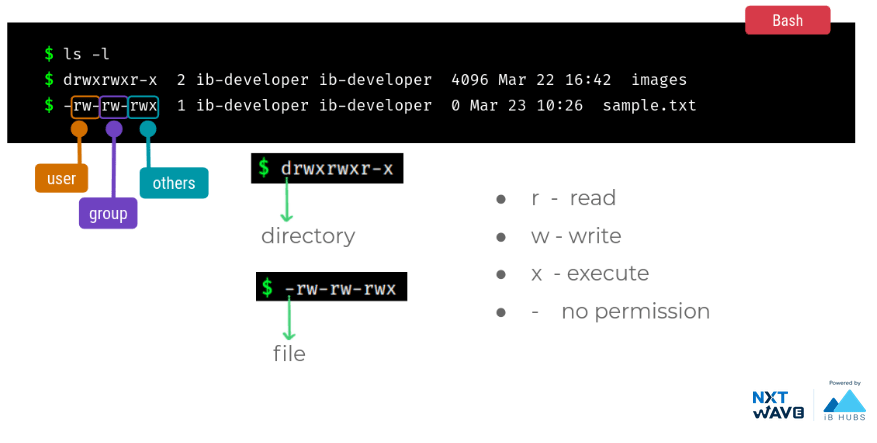 Bash
$ ls -l
$ drwxrwxr-x 2 ib-developer ib-developer 4096 Mar 22 16:42 images
$ -rw-rw-rwx 1 ib-developer ib-developer 0 Mar 23 10:26 sample.txt
user
group
others
$ drwxrwxr-x
directory
$ -rw-rw-rwx
file
● r - read
● w - write
● x - execute
● - no permission
NXT
WAVE
Powered by
iB HUBS